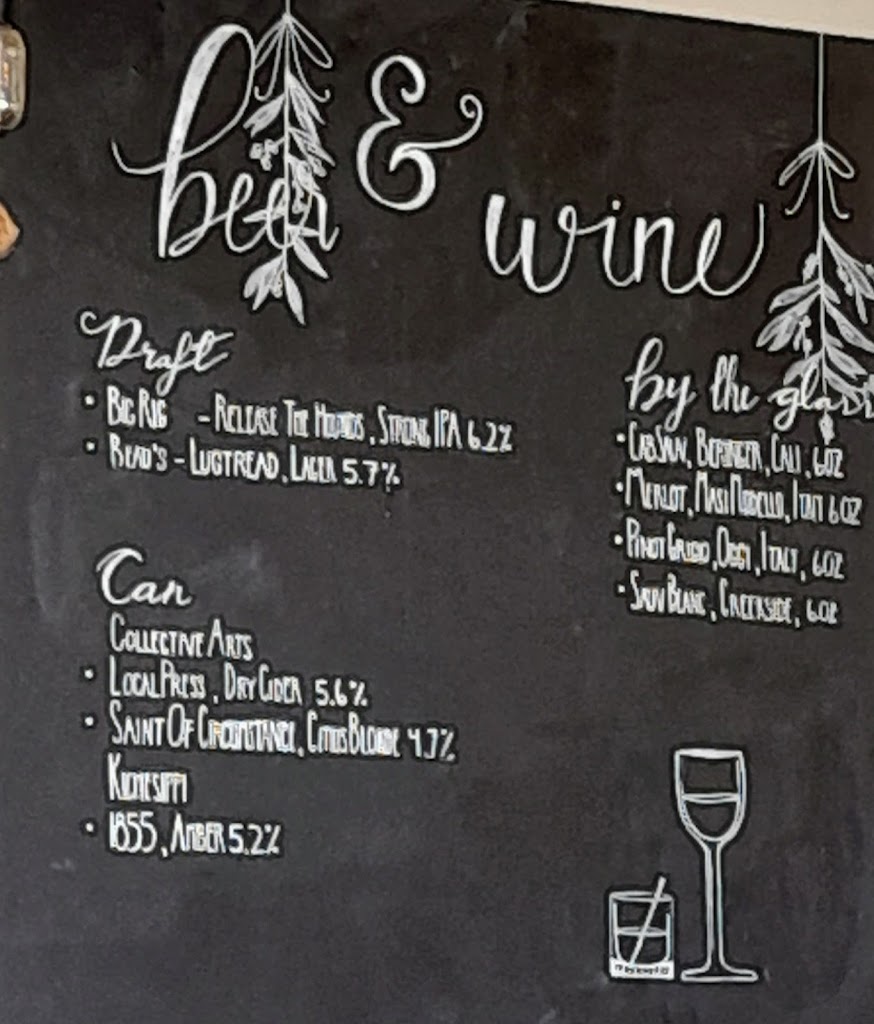 beer & wine
Draft
• Big Rig - Release The Hounds, Strong IPA 6.2%
• Beau's - Lugtread, Lager 5.7%
Can
Collective Arts
• Local Press, Dry Cider 5.6%
• Saint Of Circumstance, Citrus Blonde 4.7%
Kichesippi
• 1855, Amber 5.2%
by the glass
• Cab Sauv, Beringer, Cali, 6oz
• Merlot, Masi Modello, Italy 6oz
• Pinot Grigio, Oggi, Italy, 6oz
• Sauv Blanc, Creekside, 6oz